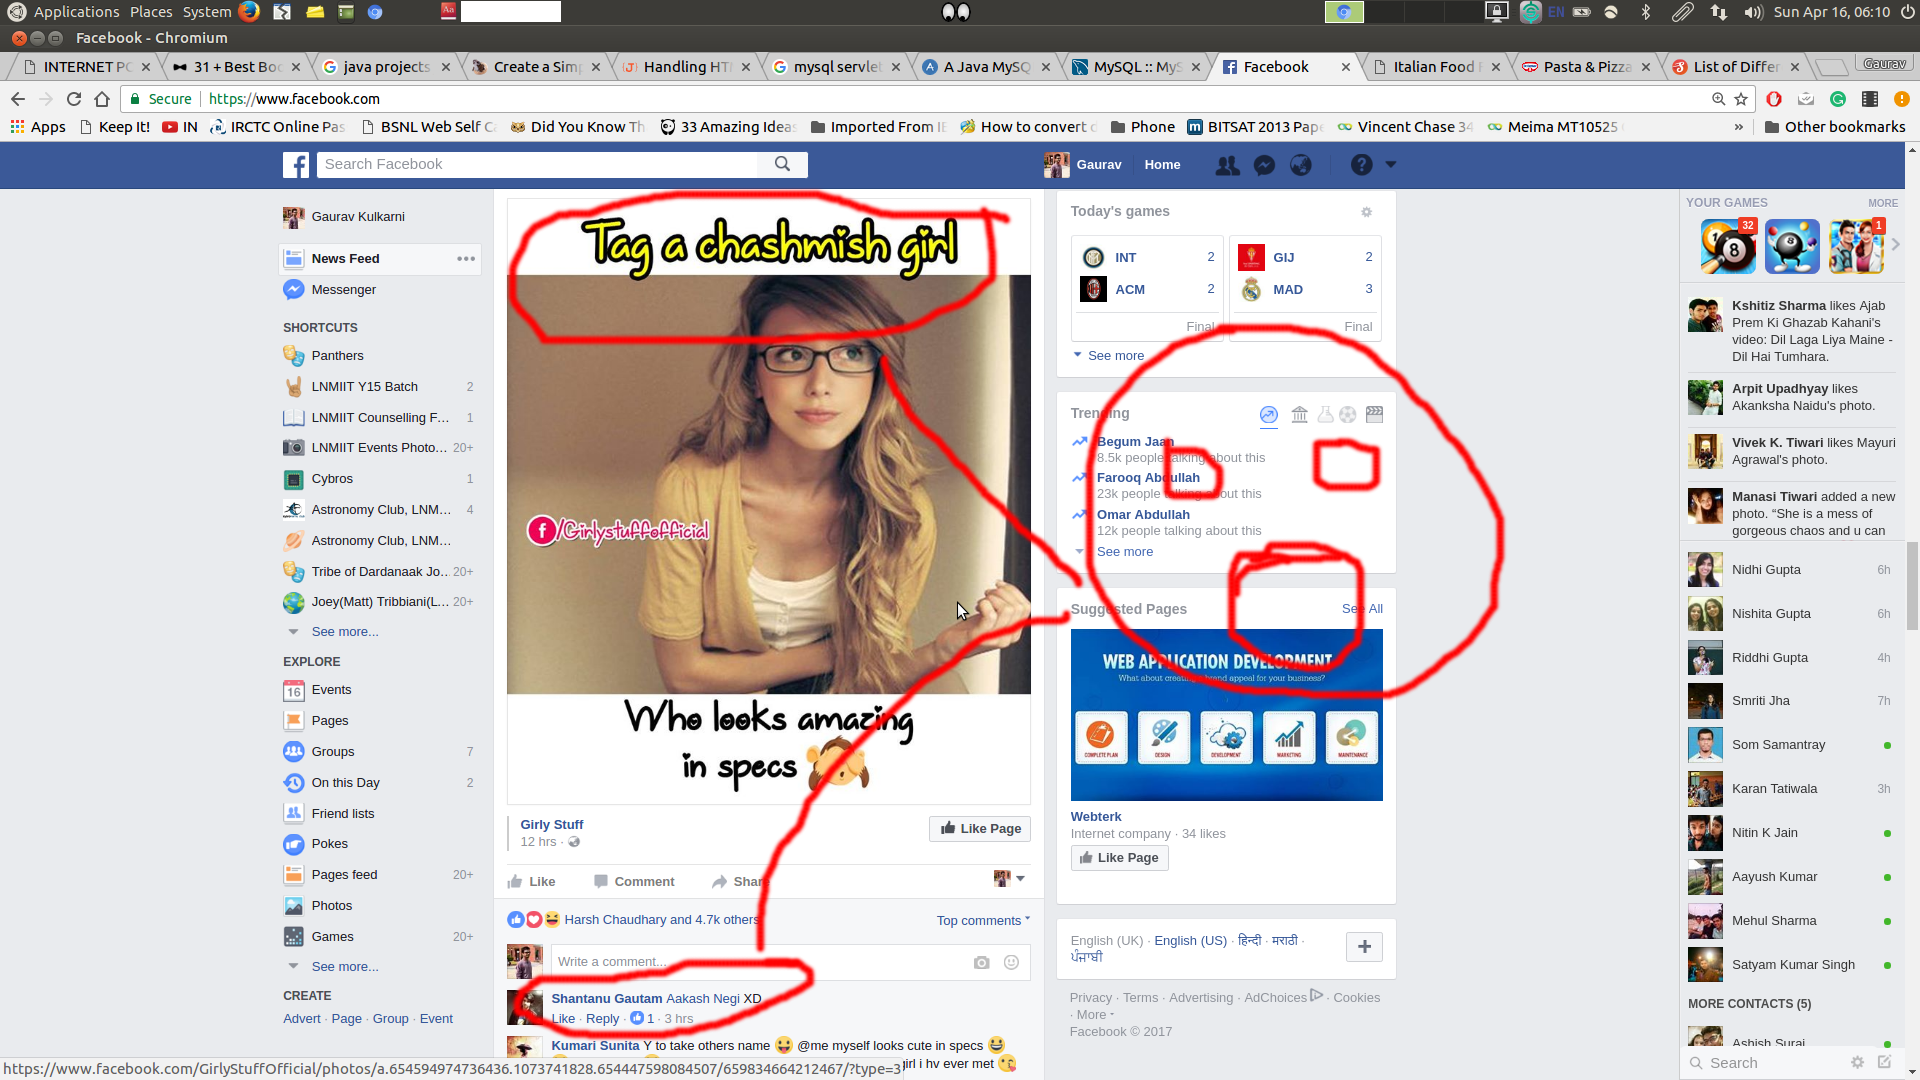 Applications Places System
Aa
EN
Sun Apr 16, 06:10
Facebook - Chromium
INTERNET PC
31 + Best Boo
java projects
Create a Simp
Handling HT
mysql servlet
A Java MySQ
MySQL :: MyS
Facebook
Italian Food
Pasta & Pizza
List of Differ
Gaurav
Secure
https://www.facebook.com
Apps
Keep It!
IN
IRCTC Online Pas
BSNL Web Self C
Did You Know Th
33 Amazing Ideas
Imported From IE
How to convert
Phone
BITSAT 2013 Pape
Vincent Chase 34
Meima MT10525
»
Other bookmarks
Search Facebook
Gaurav
Home
Gaurav Kulkarni
News Feed
Messenger
SHORTCUTS
Panthers
LNMIIT Y15 Batch 2
LNMIIT Counselling F... 1
LNMIIT Events Photo... 20+
Cybros 1
Astronomy Club, LNM... 4
Astronomy Club, LNM...
Tribe of Dardanaak Jo... 20+
Joey(Matt) Tribbiani(L... 20+
See more...
EXPLORE
16 Events
Pages
Groups 7
On this Day 2
Friend lists
Pokes
Pages feed 20+
Photos
Games 20+
See more...
CREATE
Advert · Page · Group · Event
Tag a chashmish girl
f/Girlystuffofficial
Who looks amazing
in specs
Girly Stuff
12 hrs ·
Like Page
Like
Comment
Share
Harsh Chaudhary and 4.7k others
Top comments
Write a comment...
Shantanu Gautam Aakash Negi XD
Like · Reply · 1 · 3 hrs
Kumari Sunita Y to take others name @me myself looks cute in specs
girl i hv ever met
Today's games
INT 2
ACM 2
Final
GIJ 2
MAD 3
Final
See more
Trending
Begum Jaan
8.5k people talking about this
Farooq Abdullah
23k people talking about this
Omar Abdullah
12k people talking about this
See more
Suggested Pages
See All
WEB APPLICATION DEVELOPMENT
What about creating a brand appeal for your business?
COMPLETE PLAN
DESIGN
DEVELOPMENT
MARKETING
MAINTENANCE
Webterk
Internet company · 34 likes
Like Page
English (UK) · English (US) · हिन्दी · मराठी ·
ਪੰਜਾਬੀ
Privacy · Terms · Advertising · AdChoices · Cookies
· More
Facebook © 2017
YOUR GAMES
MORE
32
8
8
1
Kshitiz Sharma likes Ajab
Prem Ki Ghazab Kahani's
video: Dil Laga Liya Maine -
Dil Hai Tumhara.
Arpit Upadhyay likes
Akanksha Naidu's photo.
Vivek K. Tiwari likes Mayuri
Agrawal's photo.
Manasi Tiwari added a new
photo. “She is a mess of
gorgeous chaos and u can
Nidhi Gupta 6h
Nishita Gupta 6h
Riddhi Gupta 4h
Smriti Jha 7h
Som Samantray
Karan Tatiwala 3h
Nitin K Jain
Aayush Kumar
Mehul Sharma
Satyam Kumar Singh
MORE CONTACTS (5)
Ashish Suraj
Search
https://www.facebook.com/GirlyStuffOfficial/photos/a.654594974736436.1073741828.654447598084507/659834664212467/?type=3